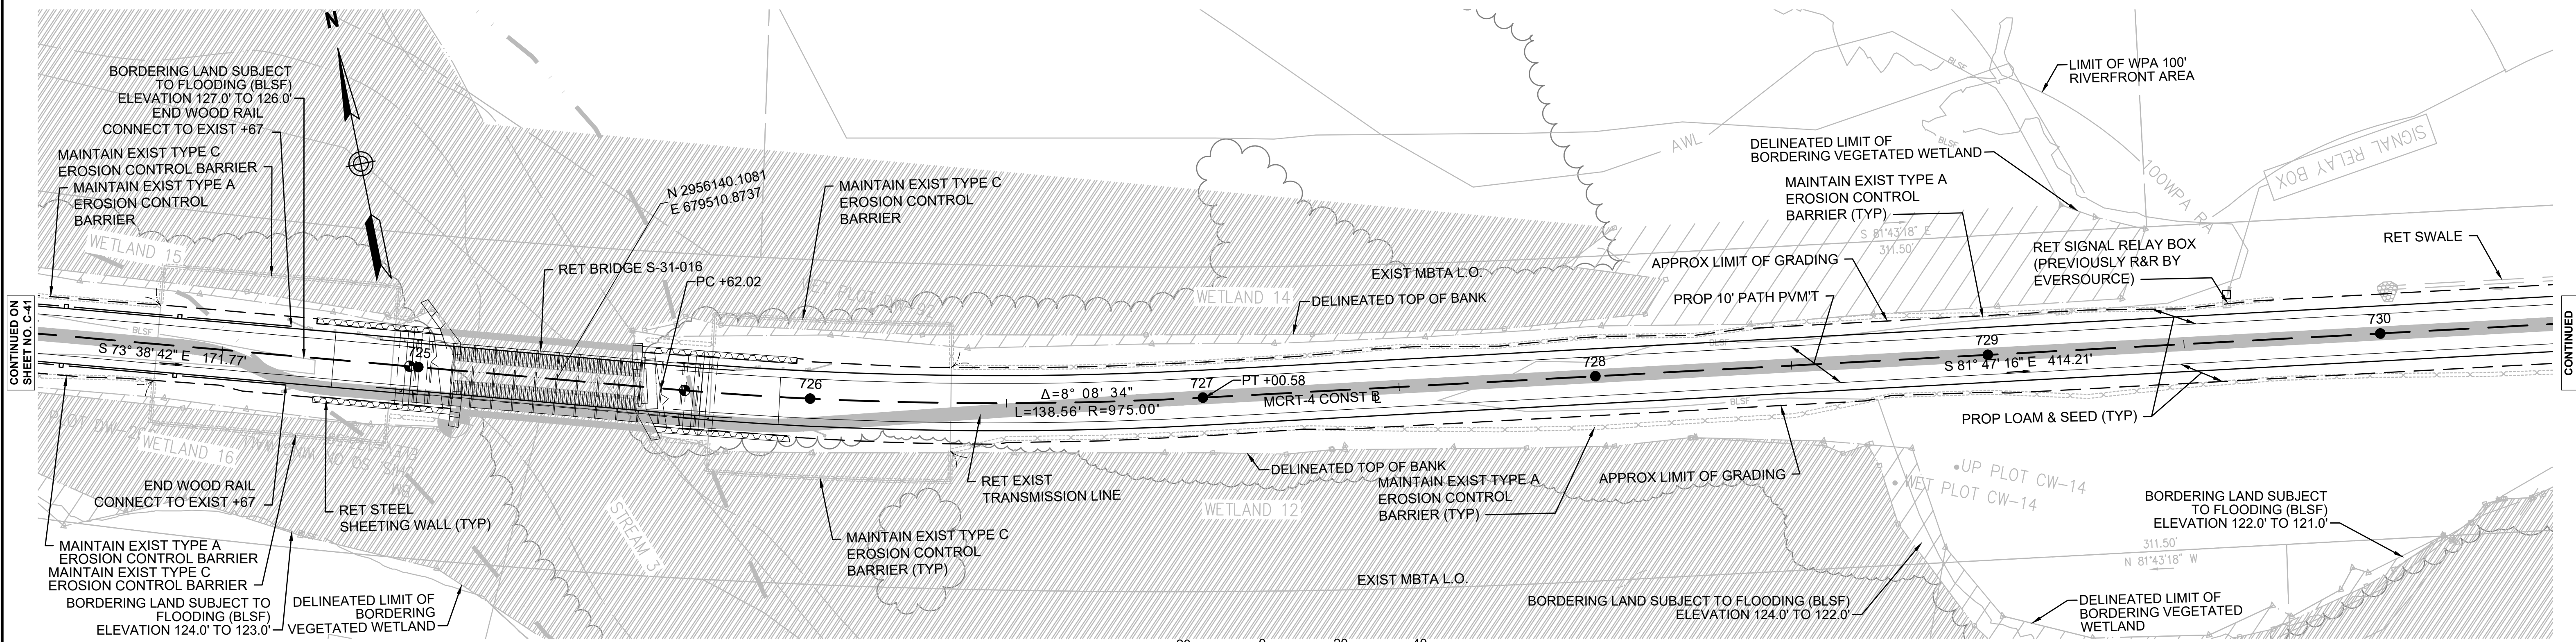 N
BORDERING LAND SUBJECT
TO FLOODING (BLSF)
ELEVATION 127.0' TO 126.0'
END WOOD RAIL
CONNECT TO EXIST +67
MAINTAIN EXIST TYPE C
EROSION CONTROL BARRIER
MAINTAIN EXIST TYPE A
EROSION CONTROL
BARRIER
WETLAND 15
CONTINUED ON
SHEET NO. C-41
BLSF
S 73° 38' 42" E 171.77'
725
N 2956140.1081
E 679510.8737
RET BRIDGE S-31-016
PC +62.02
MAINTAIN EXIST TYPE C
EROSION CONTROL
BARRIER
726
Δ=8° 08' 34"
L=138.56' R=975.00'
727
PT +00.58
MCRT-4 CONST B
WETLAND 14
EXIST MBTA L.O.
DELINEATED TOP OF BANK
728
APPROX LIMIT OF GRADING
PROP 10' PATH PVM'T
BLSF
AWL
DELINEATED LIMIT OF
BORDERING VEGETATED WETLAND
MAINTAIN EXIST TYPE A
EROSION CONTROL
BARRIER (TYP)
S 81°43'18" E
311.50'
BLSF
BLSF
BLSF
LIMIT OF WPA 100'
RIVERFRONT AREA
100WPA RA
SIGNAL RELAY BOX
RET SIGNAL RELAY BOX
(PREVIOUSLY R&R BY
EVERSOURCE)
RET SWALE
729
730
S 81° 47' 16" E 414.21'
CONTINUED
BLSF
PROP LOAM & SEED (TYP)
WETLAND 16
END WOOD RAIL
CONNECT TO EXIST +67
RET STEEL
SHEETING WALL (TYP)
MAINTAIN EXIST TYPE A
EROSION CONTROL BARRIER
MAINTAIN EXIST TYPE C
EROSION CONTROL BARRIER
BORDERING LAND SUBJECT TO
FLOODING (BLSF)
ELEVATION 124.0' TO 123.0'
BLSF
DELINEATED LIMIT OF
BORDERING
VEGETATED WETLAND
STREAM 3
RET EXIST
TRANSMISSION LINE
MAINTAIN EXIST TYPE C
EROSION CONTROL
BARRIER (TYP)
DELINEATED TOP OF BANK
WETLAND 12
MAINTAIN EXIST TYPE A
EROSION CONTROL
BARRIER (TYP)
APPROX LIMIT OF GRADING
EXIST MBTA L.O.
UP PLOT CW-14
WET PLOT CW-14
BORDERING LAND SUBJECT TO FLOODING (BLSF)
ELEVATION 124.0' TO 122.0'
BORDERING LAND SUBJECT
TO FLOODING (BLSF)
ELEVATION 122.0' TO 121.0'
311.50'
N 81°43'18" W
DELINEATED LIMIT OF
BORDERING VEGETATED
WETLAND